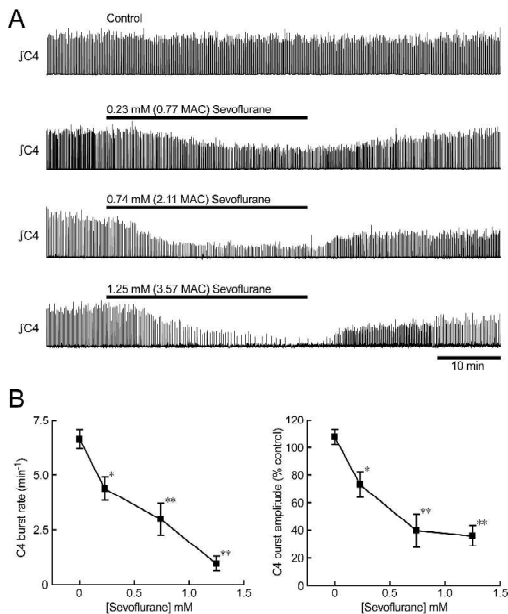 A
Control
∫C4
0.23 mM (0.77 MAC) Sevoflurane
∫C4
0.74 mM (2.11 MAC) Sevoflurane
∫C4
1.25 mM (3.57 MAC) Sevoflurane
∫C4
10 min
B
C4 burst rate (min⁻¹)
7.5
5.0
2.5
0
*
**
**
0 0.5 1.0 1.5
[Sevoflurane] mM
C4 burst amplitude (% control)
120
100
80
60
40
20
0
*
**
**
0 0.5 1.0 1.5
[Sevoflurane] mM